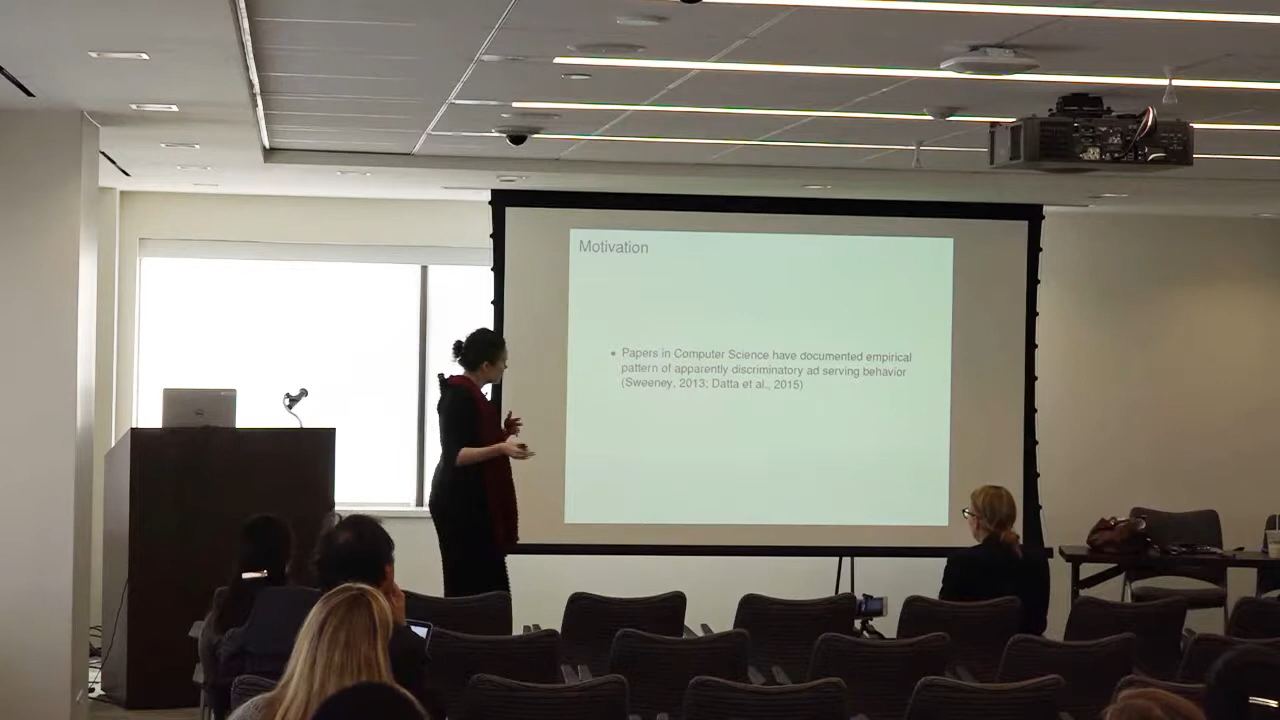 Motivation
• Papers in Computer Science have documented empirical
pattern of apparently discriminatory ad serving behavior
(Sweeney, 2013; Datta et al., 2015)